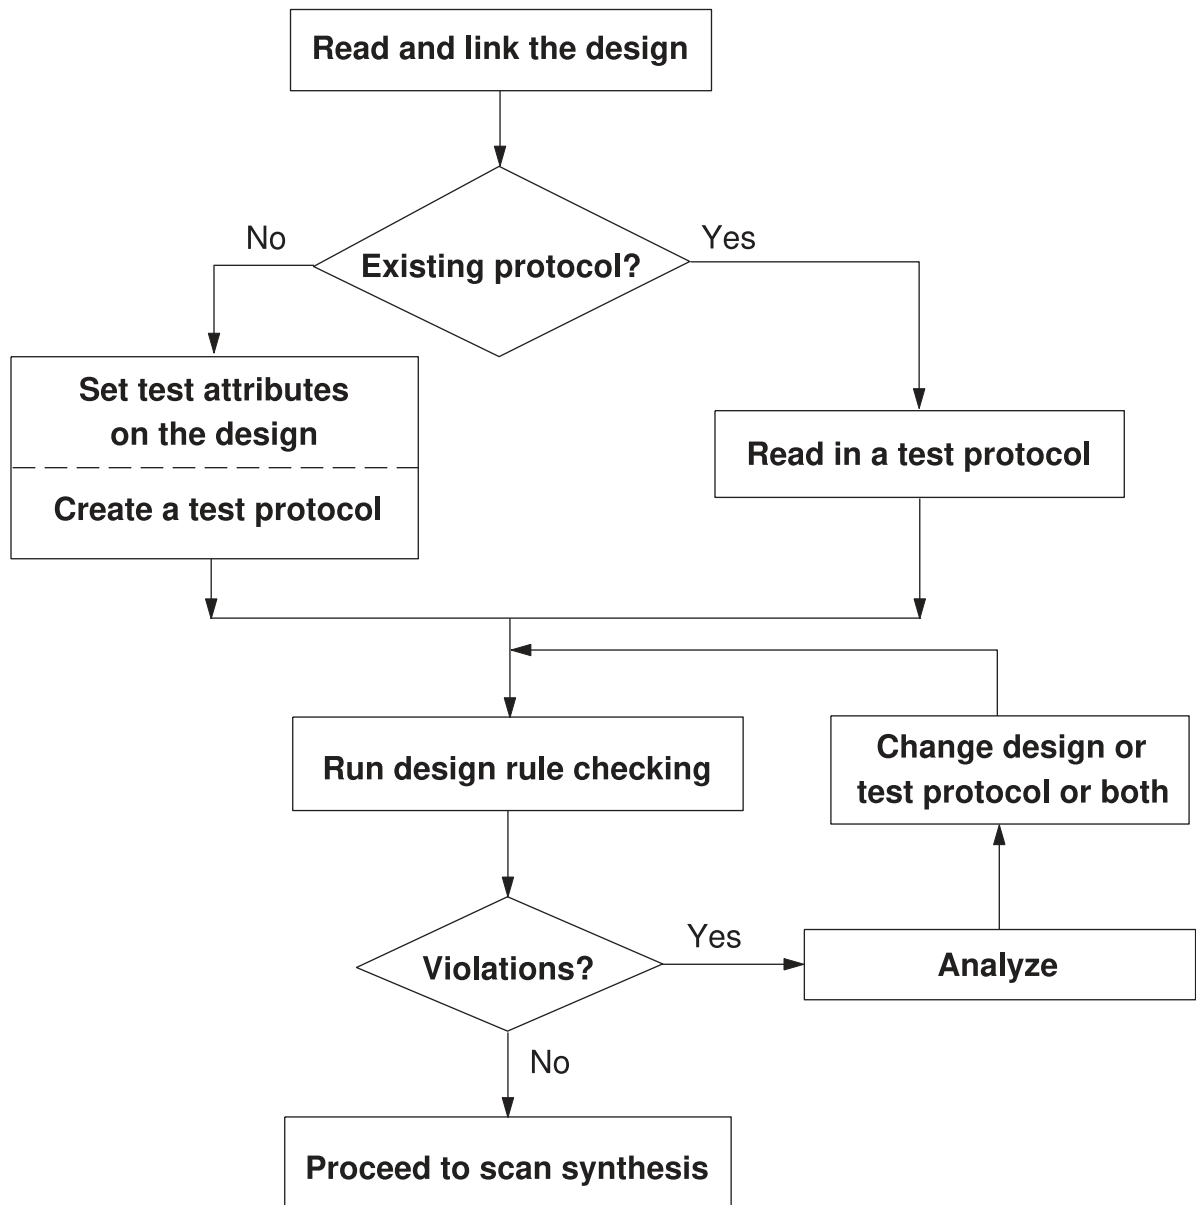 Read and link the design
No
Yes
Existing protocol?
Set test attributes
on the design
Create a test protocol
Read in a test protocol
Run design rule checking
Change design or
test protocol or both
Violations?
Yes
Analyze
No
Proceed to scan synthesis